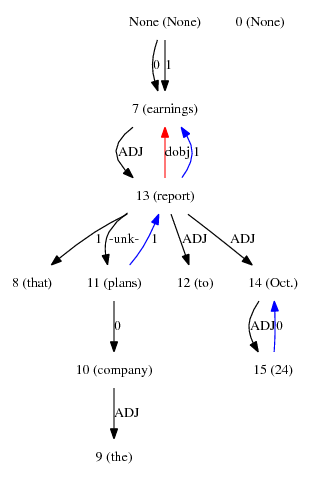 None (None) 0 (None)
0 1
7 (earnings)
ADJ dobj 1
13 (report)
1 -unk- 1 ADJ ADJ
8 (that) 11 (plans) 12 (to) 14 (Oct.)
0 ADJ 0
10 (company) 15 (24)
ADJ
9 (the)